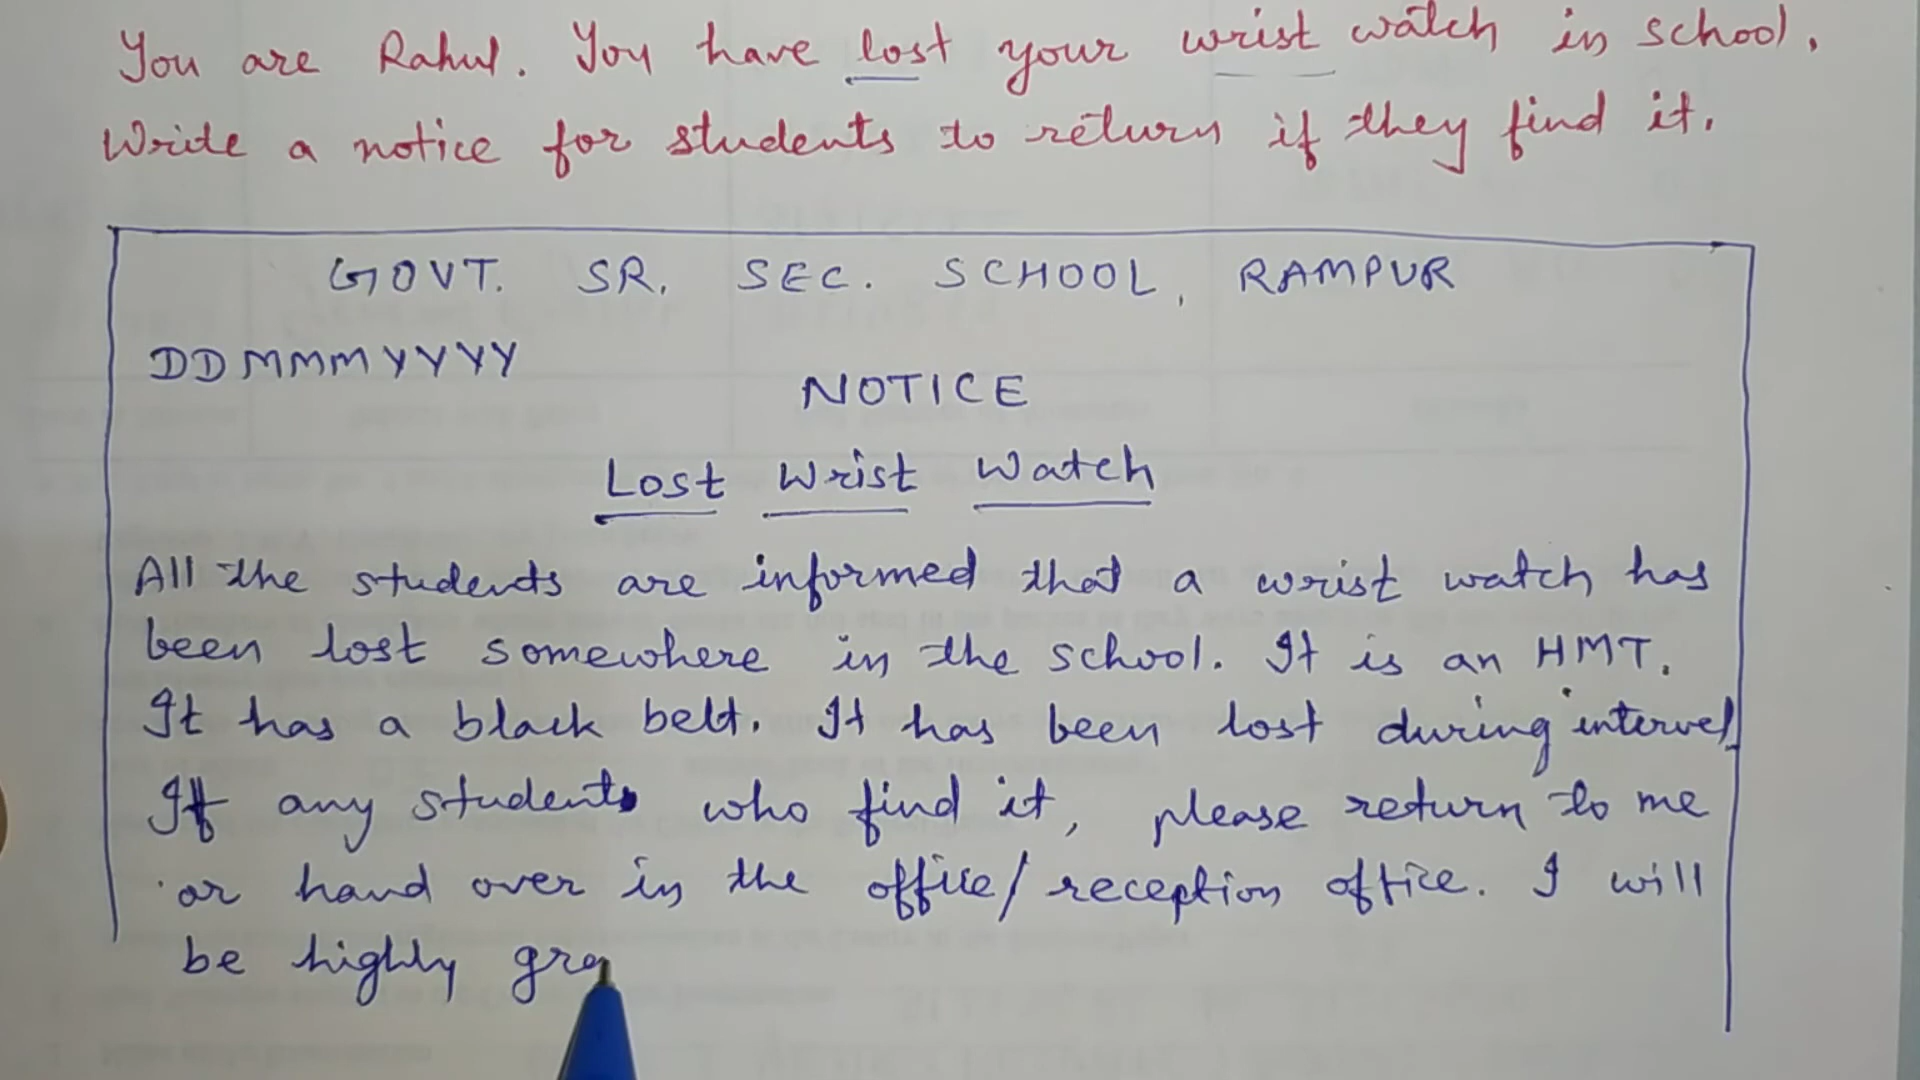 You are Rahul. You have lost your wrist watch in school.
Write a notice for students to return if they find it.
GOVT. SR. SEC. SCHOOL, RAMPUR
DDMMMYYYY
NOTICE
Lost Wrist Watch
All the students are informed that a wrist watch has
been lost somewhere in the school. It is an HMT.
It has a black belt. It has been lost during intervel
If any student who find it, please return to me
or hand over in the office/reception office. I will
be highly gra